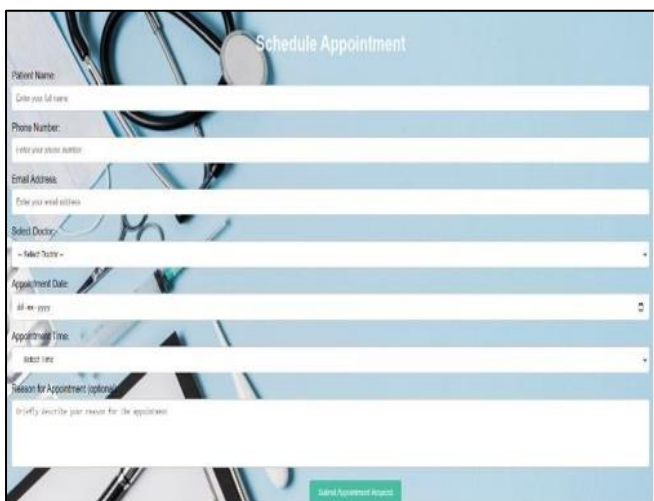 Schedule Appointment
Patient Name:
Enter your full name
Phone Number:
Enter your phone number
Email Address:
Enter your email address
Select Doctor:
-- Select Doctor --
Appointment Date:
dd-mm-yyyy
Appointment Time:
Select Time
Reason for Appointment (optional):
Briefly describe your reason for the appointment
Submit Appointment Request